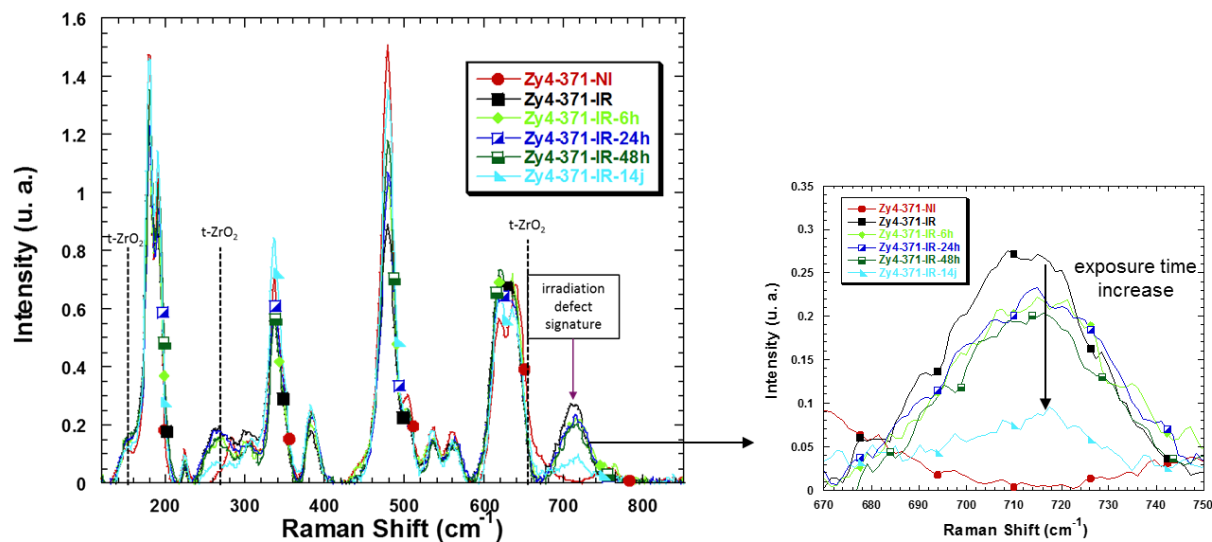 1.6
1.4
1.2
1
0.8
0.6
0.4
0.2
0
200
300
400
500
600
700
800
Intensity (u. a.)
Raman Shift (cm-1)
Zy4-371-NI
Zy4-371-IR
Zy4-371-IR-6h
Zy4-371-IR-24h
Zy4-371-IR-48h
Zy4-371-IR-14j
t-ZrO2
t-ZrO2
t-ZrO2
irradiation
defect
signature
0.35
0.3
0.25
0.2
0.15
0.1
0.05
0
670
680
690
700
710
720
730
740
750
Intensity (u. a.)
Raman Shift (cm-1)
Zy4-371-NI
Zy4-371-IR
Zy4-371-IR-6h
Zy4-371-IR-24h
Zy4-371-IR-48h
Zy4-371-IR-14j
exposure time
increase